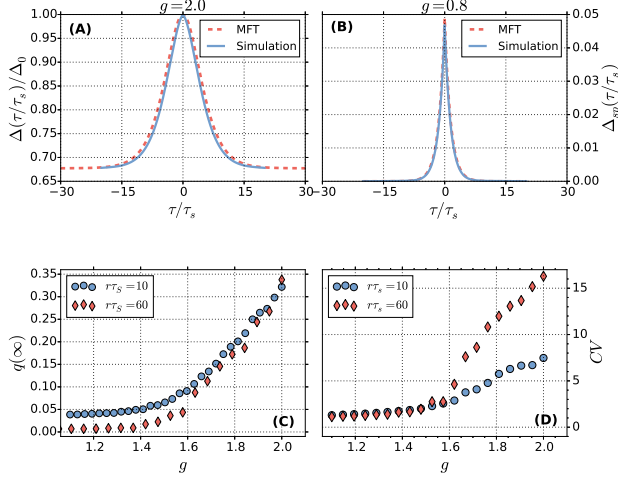 g=2.0
g=0.8
(A)
MFT
Simulation
1.00
0.95
0.90
0.85
0.80
0.75
0.70
0.65
−30
−15
0
15
30
Δ(τ/τ_s)/Δ_0
τ/τ_s
(B)
MFT
Simulation
0.05
0.04
0.03
0.02
0.01
0.00
−30
−15
0
15
30
Δ_sp(τ/τ_s)
τ/τ_s
rτ_S=10
rτ_S=60
0.35
0.30
0.25
0.20
0.15
0.10
0.05
0.00
q(∞)
(C)
1.2
1.4
1.6
1.8
2.0
g
rτ_s=10
rτ_s=60
15
10
5
0
CV
(D)
1.2
1.4
1.6
1.8
2.0
g